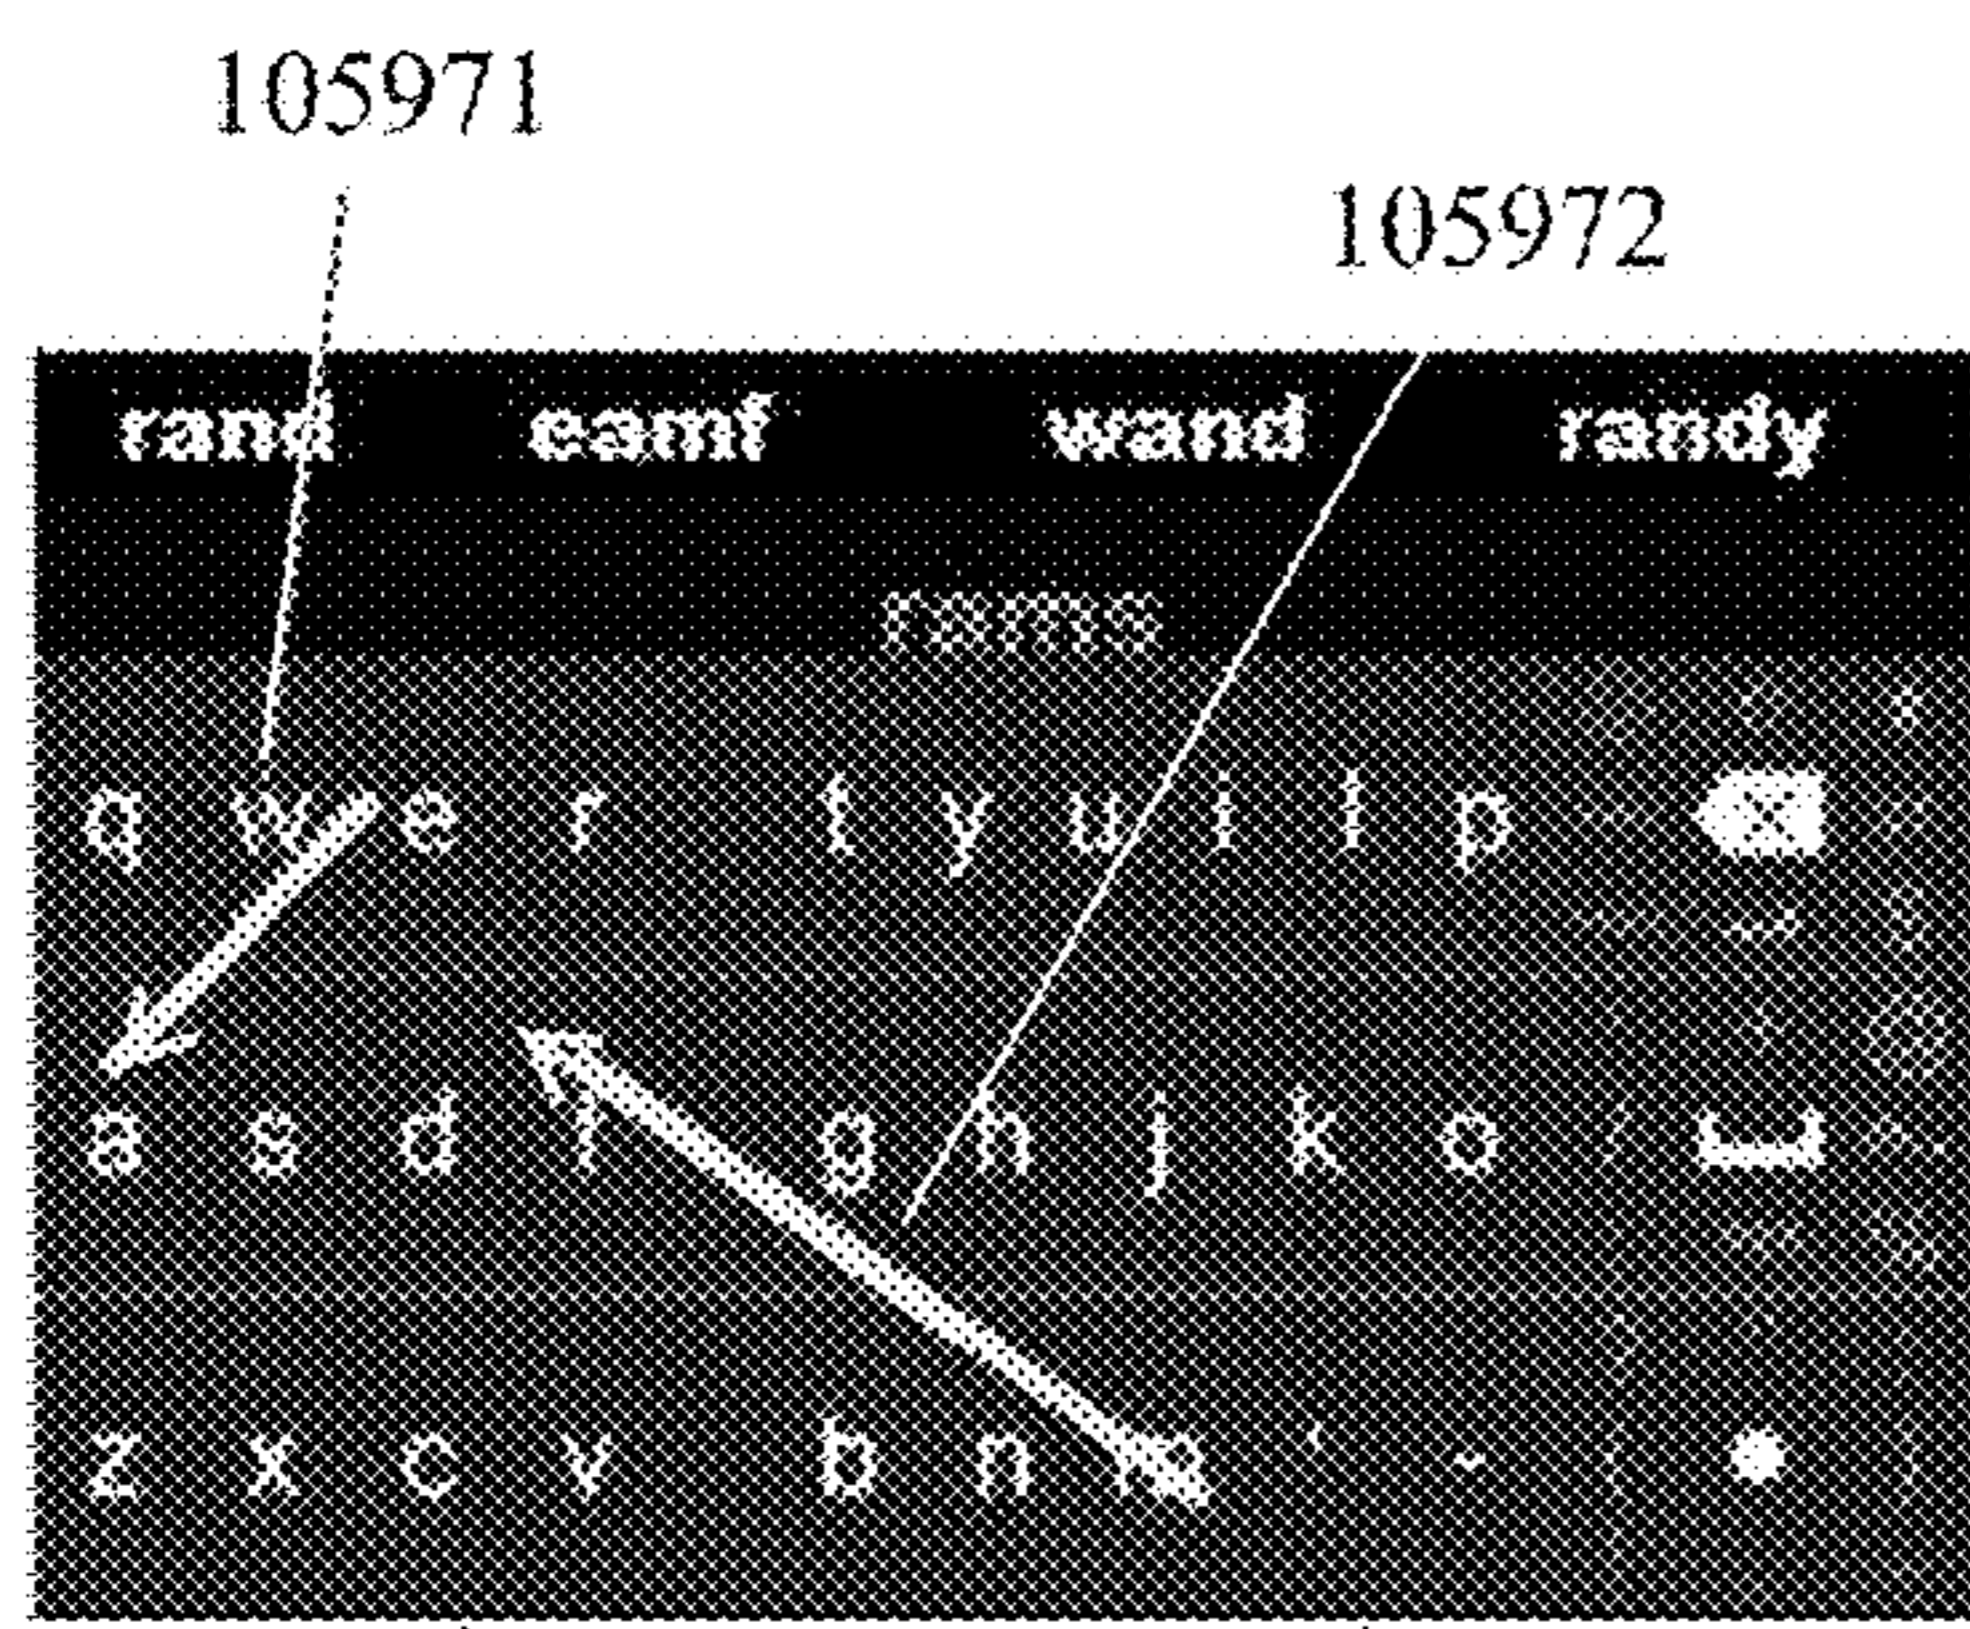 105971
105972
rand eamf wand randy
rams
q w e r t y u i l p
a s d f g h j k o
z x c v b n m ' -